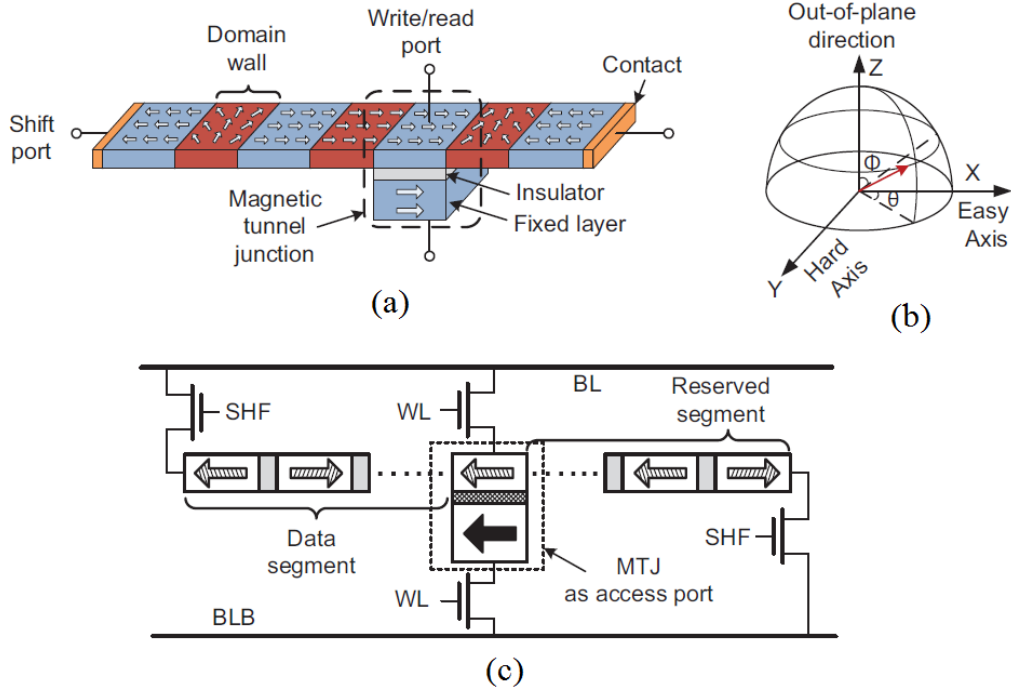 Domain
wall
Write/read
port
Contact
Shift
port
Magnetic
tunnel
junction
Insulator
Fixed layer
(a)
Out-of-plane
direction
Z
Φ
θ
X
Easy
Axis
Y
Hard
Axis
(b)
BL
Reserved
segment
SHF
WL
Data
segment
SHF
MTJ
as access port
WL
BLB
(c)